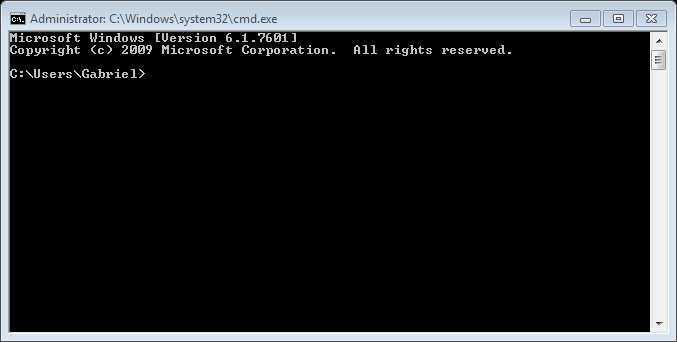 Administrator: C:\Windows\system32\cmd.exe
Microsoft Windows [Version 6.1.7601]
Copyright (c) 2009 Microsoft Corporation.  All rights reserved.
C:\Users\Gabriel>